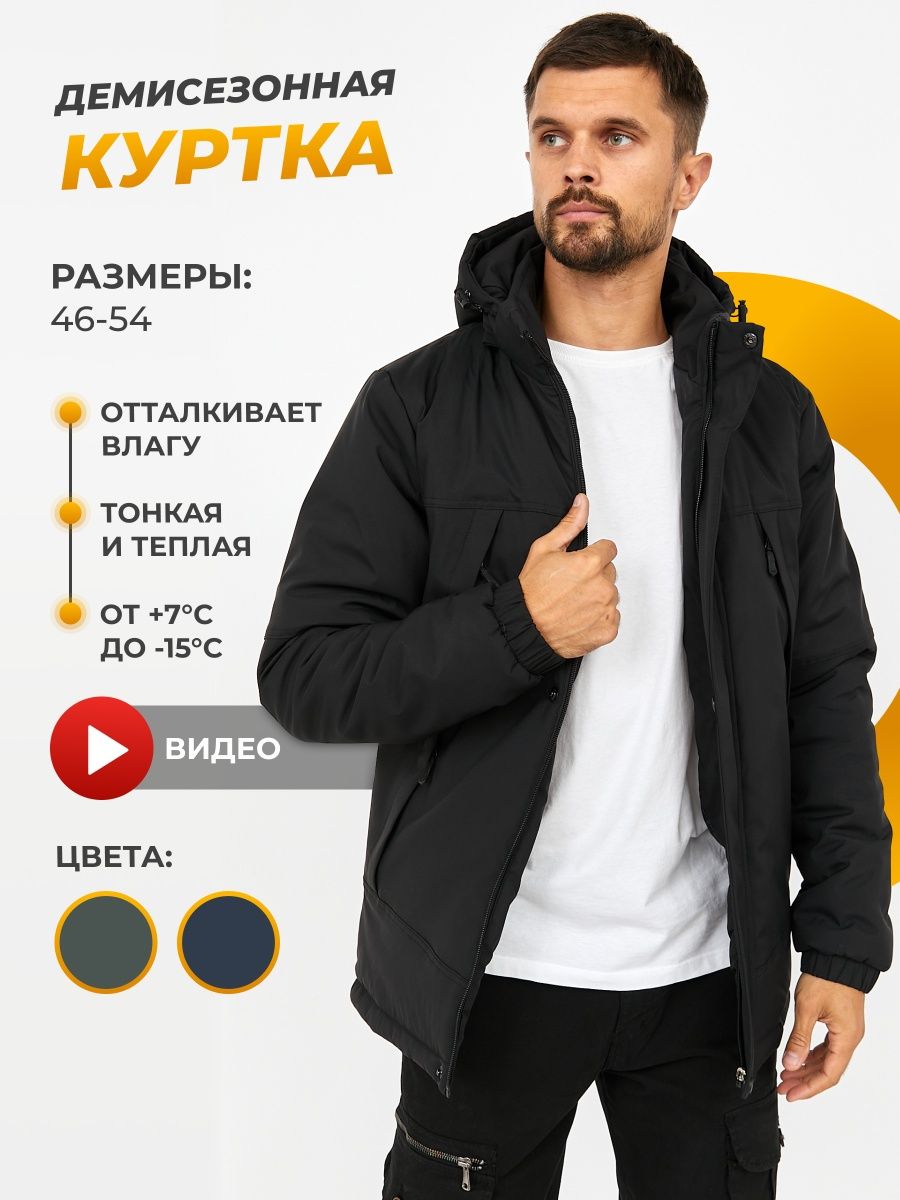 ДЕМИСЕЗОННАЯ
КУРТКА
РАЗМЕРЫ:
46-54
ОТТАЛКИВАЕТ
ВЛАГУ
ТОНКАЯ
И ТЕПЛАЯ
ОТ +7°С
ДО -15°С
ВИДЕО
ЦВЕТА: